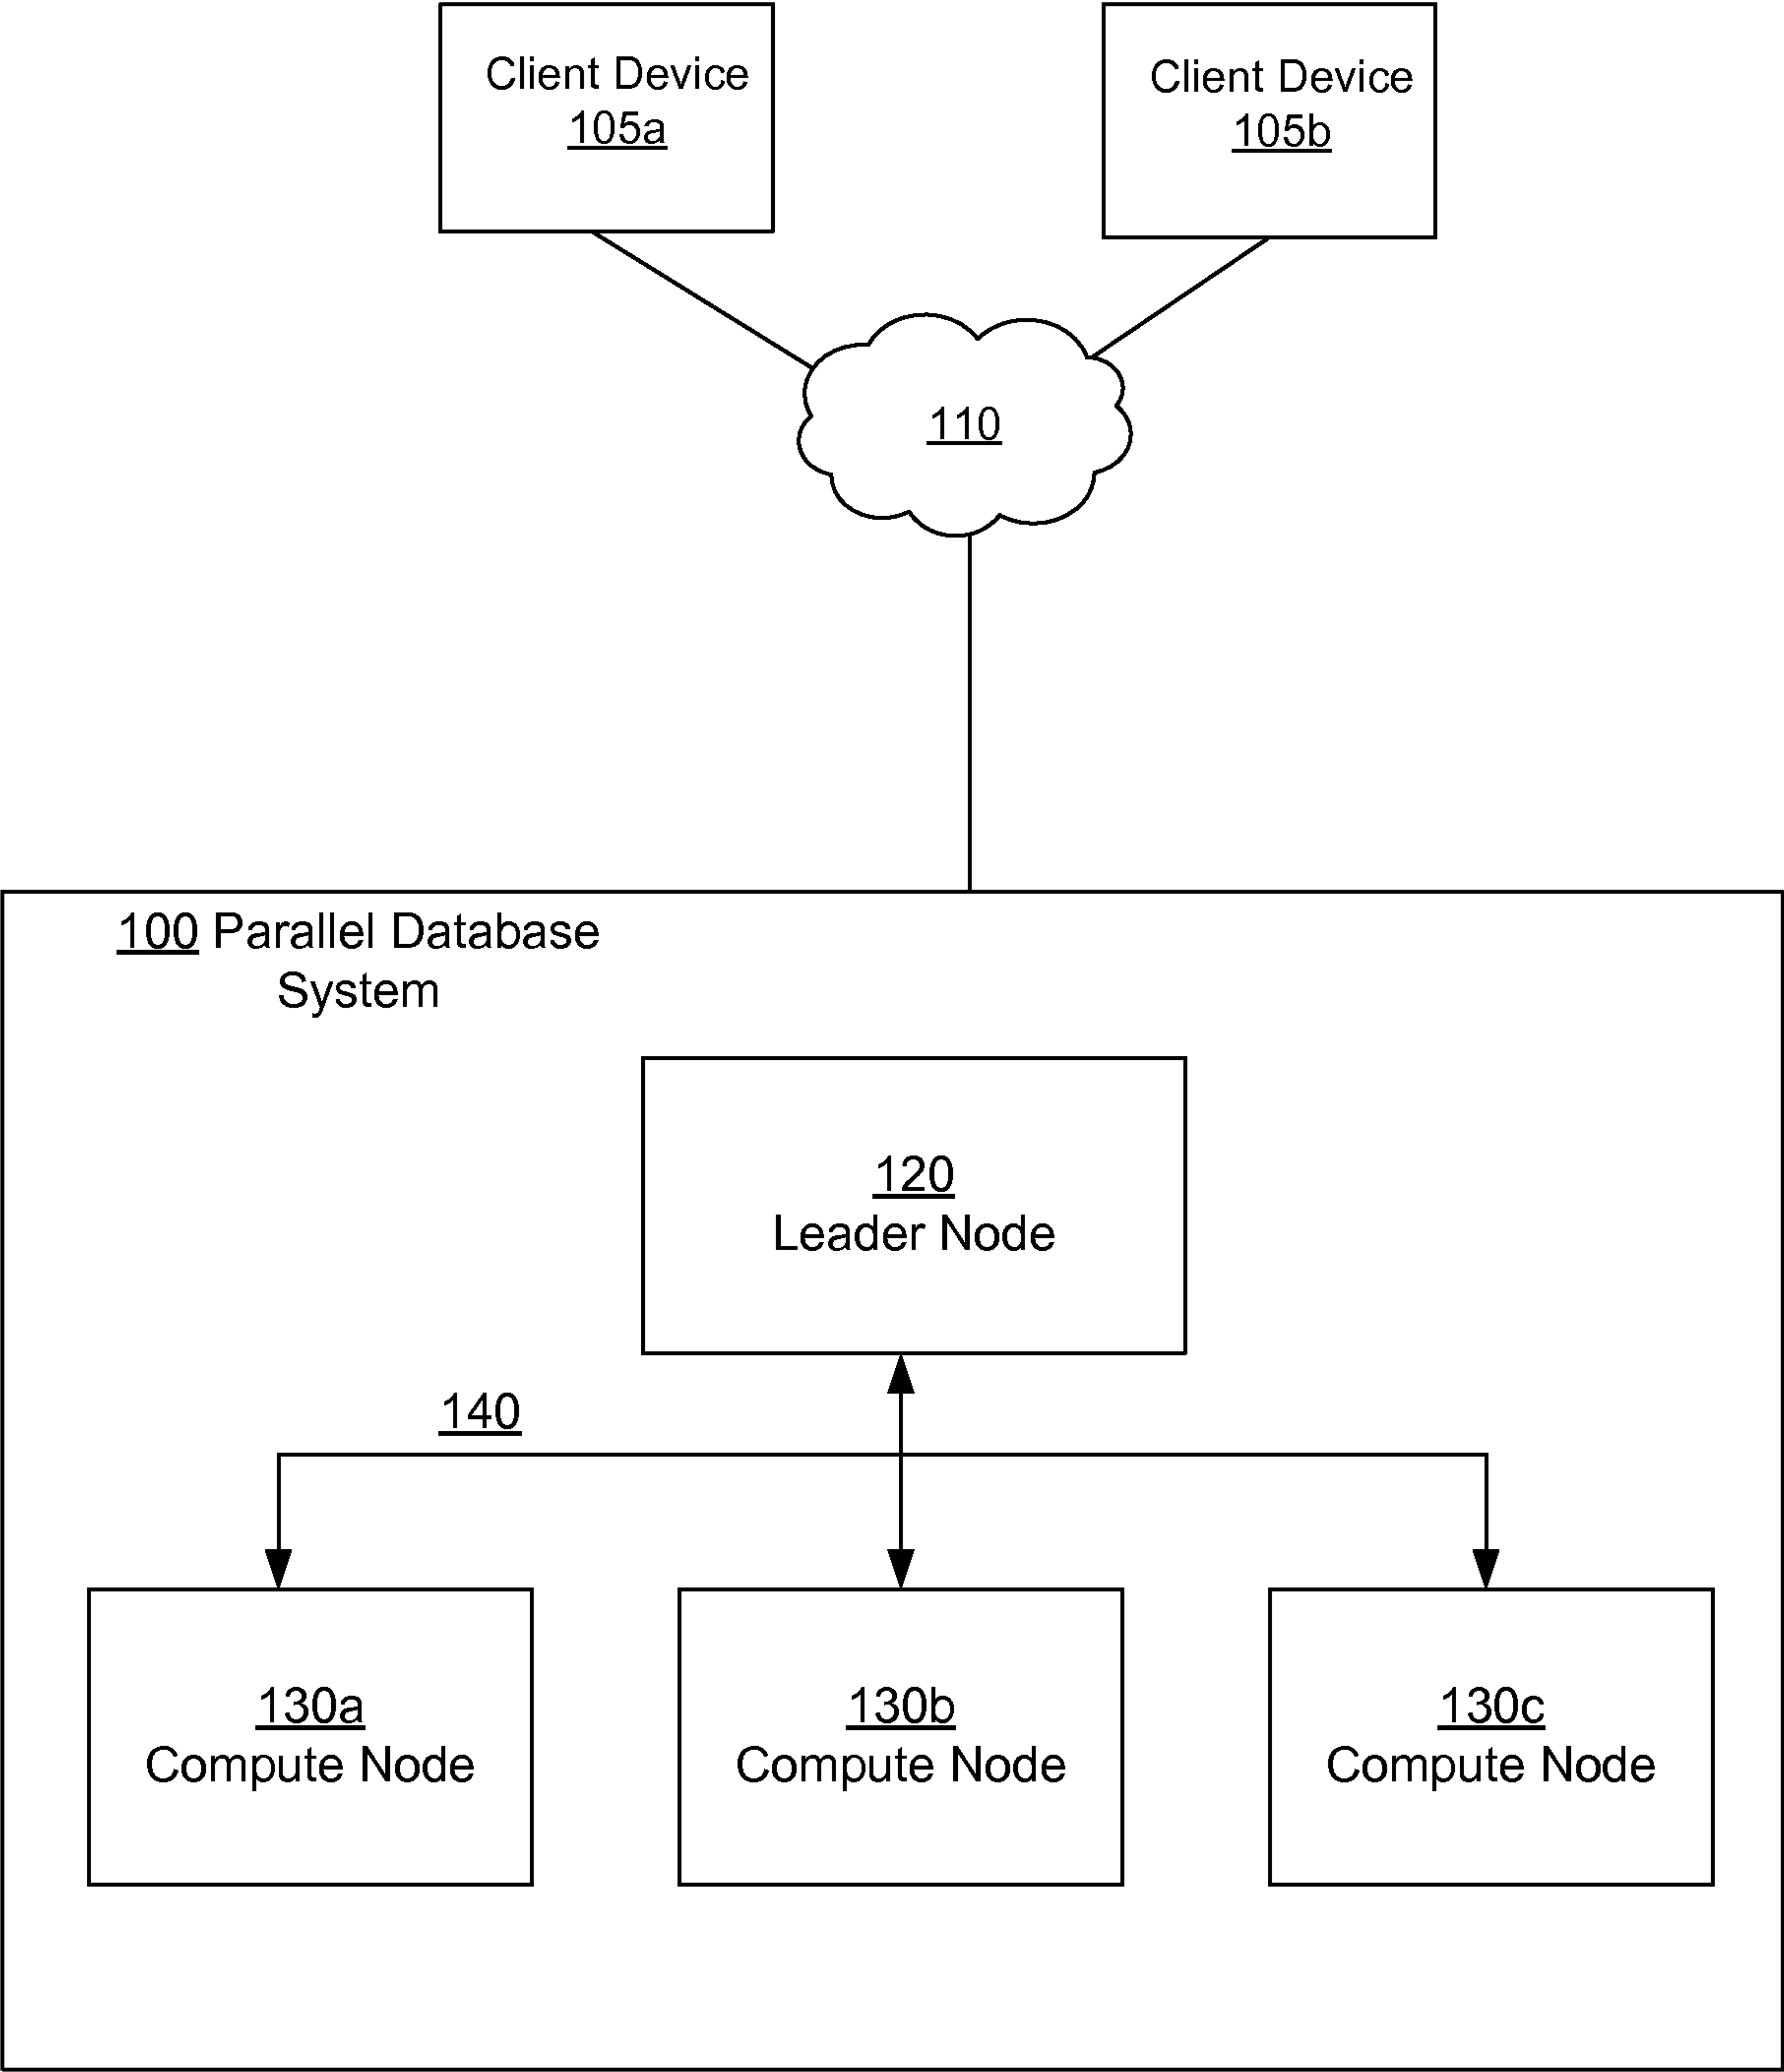 Client Device
105a
Client Device
105b
110
100 Parallel Database
System
120
Leader Node
140
130a
Compute Node
130b
Compute Node
130c
Compute Node